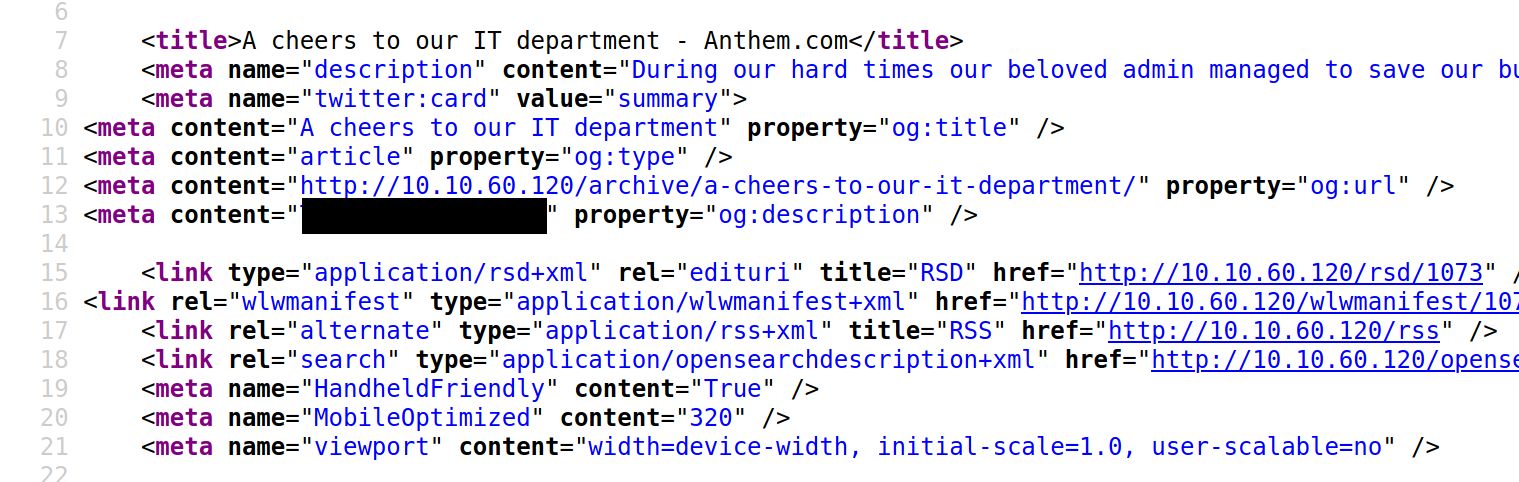 6
7 <title>A cheers to our IT department - Anthem.com</title>
8 <meta name="description" content="During our hard times our beloved admin managed to save our bu
9 <meta name="twitter:card" value="summary">
10 <meta content="A cheers to our IT department" property="og:title" />
11 <meta content="article" property="og:type" />
12 <meta content="http://10.10.60.120/archive/a-cheers-to-our-it-department/" property="og:url" />
13 <meta content="" property="og:description" />
14
15 <link type="application/rsd+xml" rel="edituri" title="RSD" href="http://10.10.60.120/rsd/1073" /
16 <link rel="wlwmanifest" type="application/wlwmanifest+xml" href="http://10.10.60.120/wlwmanifest/107
17 <link rel="alternate" type="application/rss+xml" title="RSS" href="http://10.10.60.120/rss" />
18 <link rel="search" type="application/opensearchdescription+xml" href="http://10.10.60.120/opense
19 <meta name="HandheldFriendly" content="True" />
20 <meta name="MobileOptimized" content="320" />
21 <meta name="viewport" content="width=device-width, initial-scale=1.0, user-scalable=no" />
22